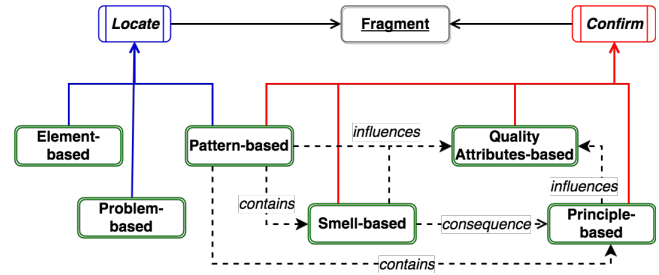 Locate
Fragment
Confirm
Element-
based
Pattern-based
influences
Quality
Attributes-based
Problem-
based
contains
Smell-based
consequence
influences
Principle-
based
contains